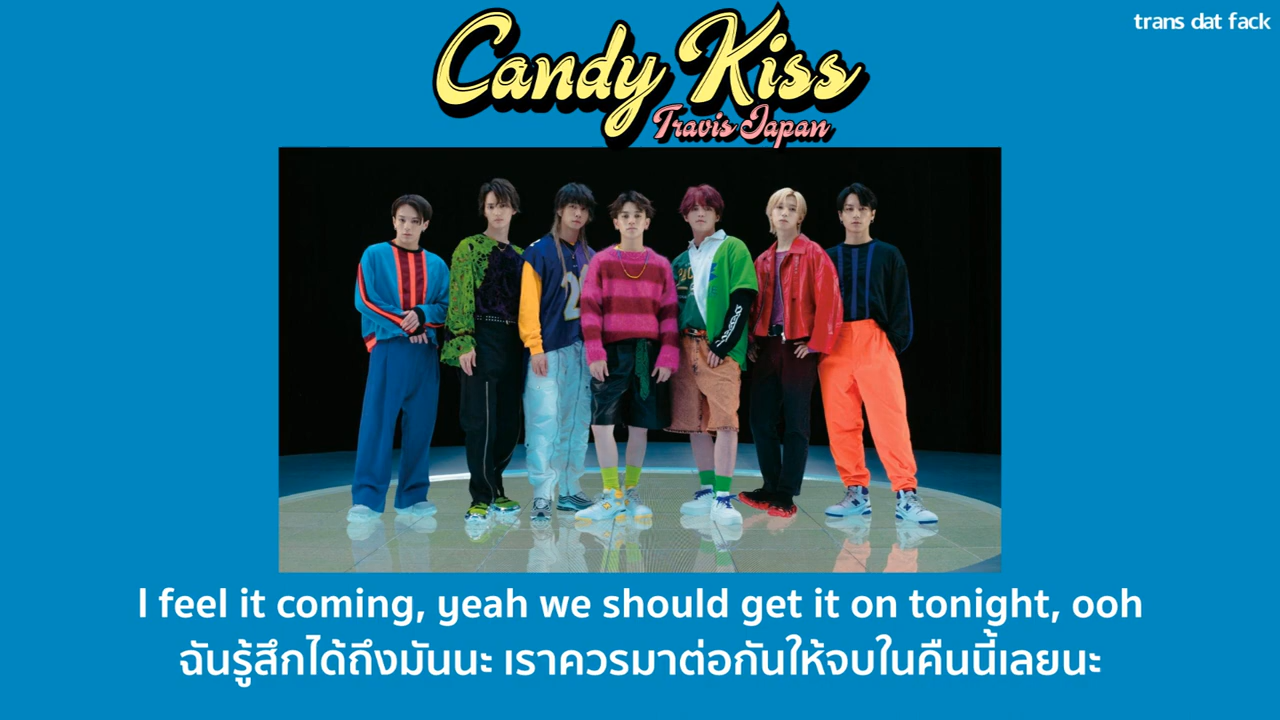 trans dat fack
Candy Kiss
Travis Japan
I feel it coming, yeah we should get it on tonight, ooh
ฉันรู้สึกได้ถึงมันนะ เราควรมาต่อกันให้จบในคืนนี้เลยนะ